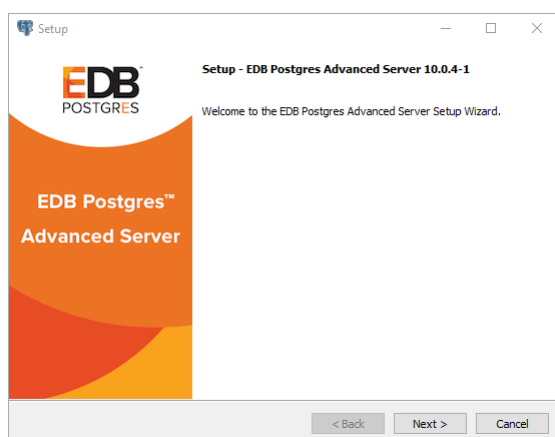 Setup
EDB™
POSTGRES
Setup - EDB Postgres Advanced Server 10.0.4-1
Welcome to the EDB Postgres Advanced Server Setup Wizard.
EDB Postgres™
Advanced Server
< Back
Next >
Cancel